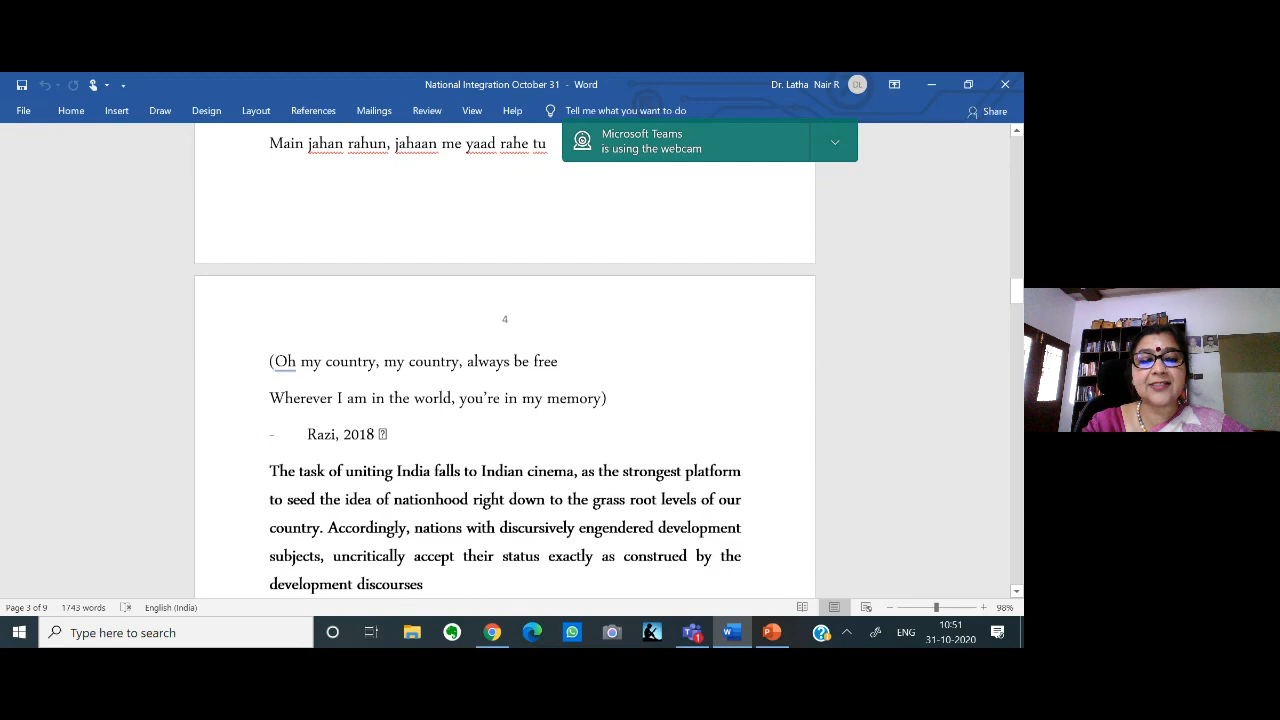 National Integration October 31 - Word
Dr. Latha Nair R
DL
File Home Insert Draw Design Layout References Mailings Review View Help Tell me what you want to do
Share
Microsoft Teams
is using the webcam
Main jahan rahun, jahaan me yaad rahe tu
4
(Oh my country, my country, always be free
Wherever I am in the world, you're in my memory)
- Razi, 2018
The task of uniting India falls to Indian cinema, as the strongest platform
to seed the idea of nationhood right down to the grass root levels of our
country. Accordingly, nations with discursively engendered development
subjects, uncritically accept their status exactly as construed by the
development discourses
Page 3 of 9 1743 words English (India) 98%
Type here to search
ENG
10:51
31-10-2020